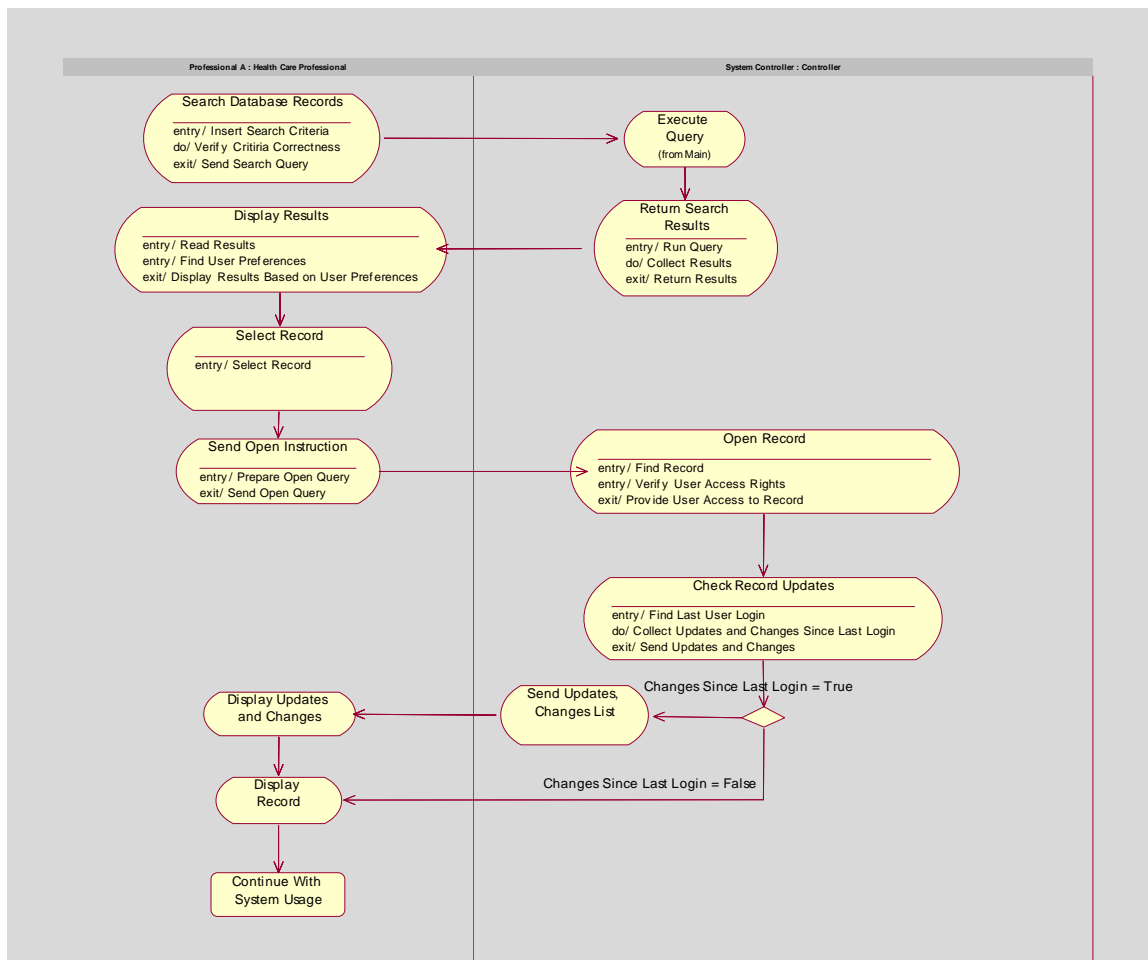 Professional A : Health Care Professional
System Controller : Controller
Search Database Records
entry/ Insert Search Criteria
do/ Verify Critiria Correctness
exit/ Send Search Query
Execute
Query
(from Main)
Display Results
entry/ Read Results
entry/ Find User Preferences
exit/ Display Results Based on User Preferences
Return Search
Results
entry/ Run Query
do/ Collect Results
exit/ Return Results
Select Record
entry/ Select Record
Send Open Instruction
entry/ Prepare Open Query
exit/ Send Open Query
Open Record
entry/ Find Record
entry/ Verify User Access Rights
exit/ Provide User Access to Record
Check Record Updates
entry/ Find Last User Login
do/ Collect Updates and Changes Since Last Login
exit/ Send Updates and Changes
Changes Since Last Login = True
Send Updates,
Changes List
Display Updates
and Changes
Changes Since Last Login = False
Display
Record
Continue With
System Usage